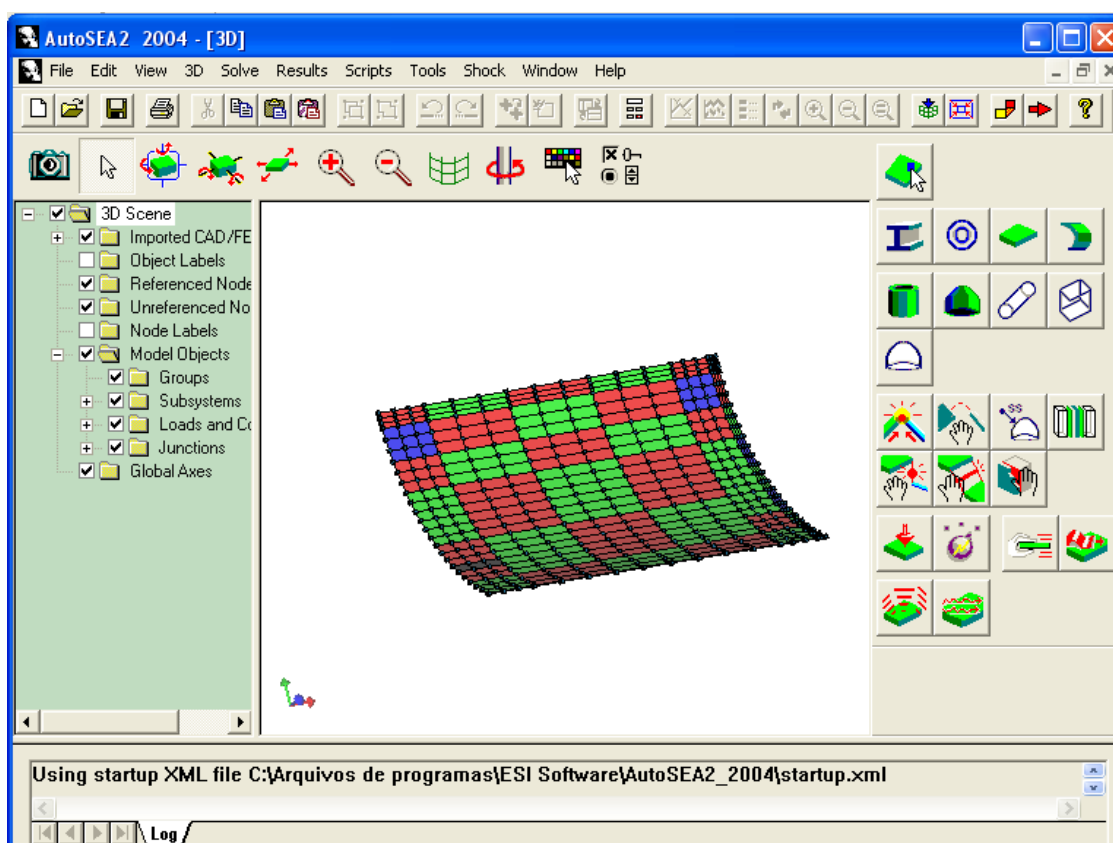 AutoSEA2 2004 - [3D]
File Edit View 3D Solve Results Scripts Tools Shock Window Help
3D Scene
Imported CAD/FE
Object Labels
Referenced Node
Unreferenced No
Node Labels
Model Objects
Groups
Subsystems
Loads and Co
Junctions
Global Axes
SS
Using startup XML file C:\Arquivos de programas\ESI Software\AutoSEA2_2004\startup.xml
Log